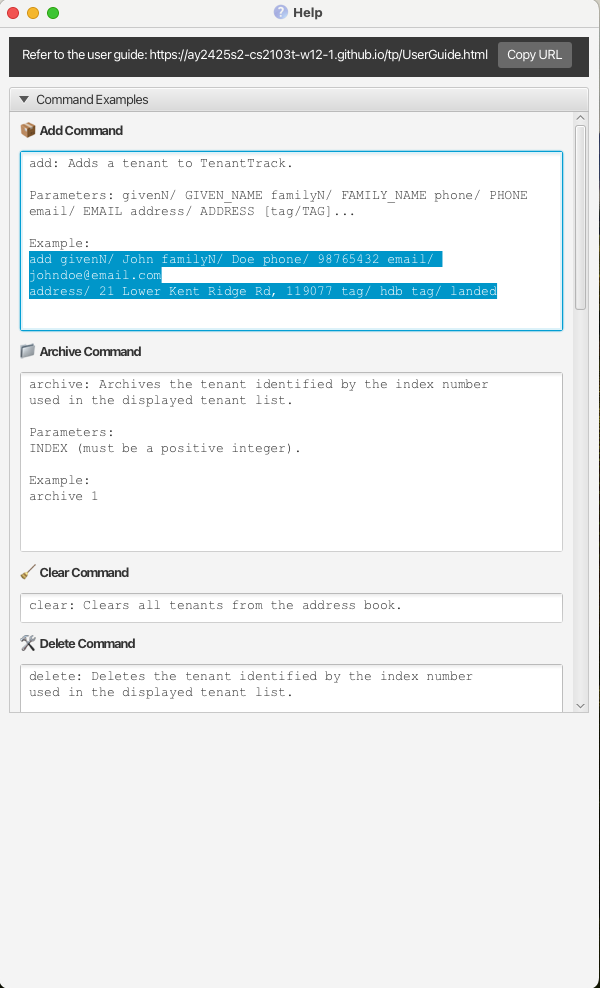 Help
Refer to the user guide: https://ay2425s2-cs2103t-w12-1.github.io/tp/UserGuide.html Copy URL
Command Examples
Add Command
add: Adds a tenant to TenantTrack.
Parameters: givenN/ GIVEN_NAME familyN/ FAMILY_NAME phone/ PHONE
email/ EMAIL address/ ADDRESS [tag/TAG]...
Example:
add givenN/ John familyN/ Doe phone/ 98765432 email/
johndoe@email.com
address/ 21 Lower Kent Ridge Rd, 119077 tag/ hdb tag/ landed
Archive Command
archive: Archives the tenant identified by the index number
used in the displayed tenant list.
Parameters:
INDEX (must be a positive integer).
Example:
archive 1
Clear Command
clear: Clears all tenants from the address book.
Delete Command
delete: Deletes the tenant identified by the index number
used in the displayed tenant list.